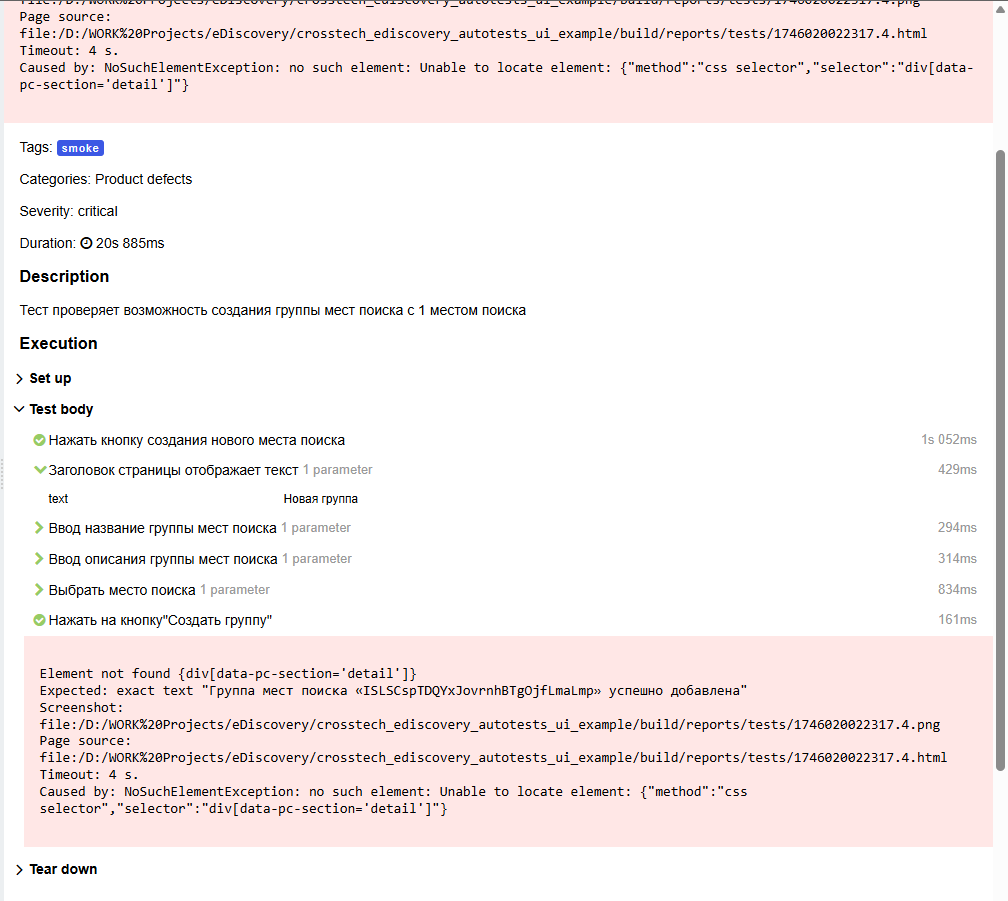 file:/D:/WORK%20Projects/eDiscovery/crosstech_ediscovery_autotests_ui_example/build/reports/tests/1746020022317.4.png
Page source:
file:/D:/WORK%20Projects/eDiscovery/crosstech_ediscovery_autotests_ui_example/build/reports/tests/1746020022317.4.html
Timeout: 4 s.
Caused by: NoSuchElementException: no such element: Unable to locate element: {"method":"css selector","selector":"div[data-
pc-section='detail']"}
Tags: smoke
Categories: Product defects
Severity: critical
Duration: 20s 885ms
Description
Тест проверяет возможность создания группы мест поиска с 1 местом поиска
Execution
Set up
Test body
Нажать кнопку создания нового места поиска 1s 052ms
Заголовок страницы отображает текст 1 parameter 429ms
text Новая группа
Ввод название группы мест поиска 1 parameter 294ms
Ввод описания группы мест поиска 1 parameter 314ms
Выбрать место поиска 1 parameter 834ms
Нажать на кнопку"Создать группу" 161ms
Element not found {div[data-pc-section='detail']}
Expected: exact text "Группа мест поиска «ISLSCspTDQYxJovrnhBTgOjfLmaLmp» успешно добавлена"
Screenshot:
file:/D:/WORK%20Projects/eDiscovery/crosstech_ediscovery_autotests_ui_example/build/reports/tests/1746020022317.4.png
Page source:
file:/D:/WORK%20Projects/eDiscovery/crosstech_ediscovery_autotests_ui_example/build/reports/tests/1746020022317.4.html
Timeout: 4 s.
Caused by: NoSuchElementException: no such element: Unable to locate element: {"method":"css
selector","selector":"div[data-pc-section='detail']"}
Tear down